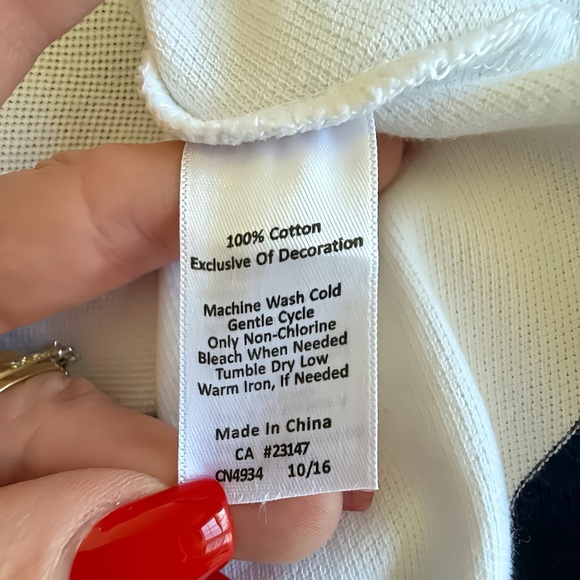 100% Cotton
Exclusive Of Decoration
Machine Wash Cold
Gentle Cycle
Only Non-Chlorine
Bleach When Needed
Tumble Dry Low
Warm Iron, If Needed
Made In China
CA #23147
CN4934 10/16